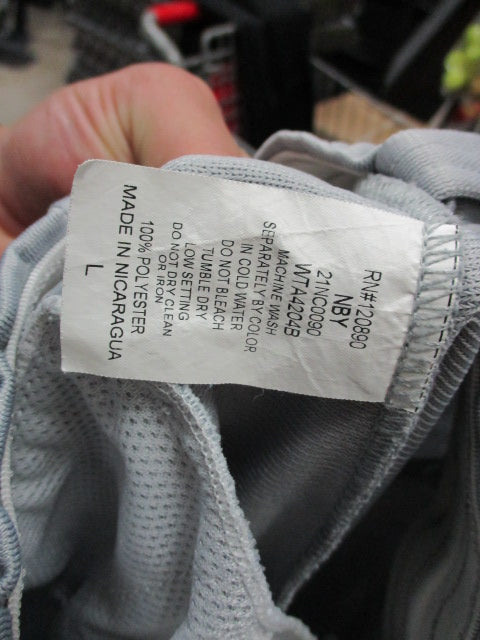 RN#120890
NBY
21NC0090
WTA4204B
MACHINE WASH
SEPARATELY BY COLOR
IN COLD WATER
DO NOT BLEACH
TUMBLE DRY
LOW SETTING
DO NOT DRY CLEAN
OR IRON
100% POLYESTER
MADE IN NICARAGUA
L